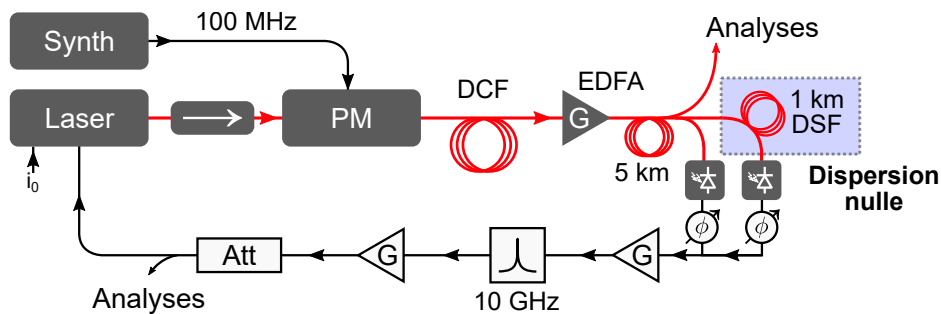 Synth
100 MHz
Analyses
Laser
PM
DCF
EDFA
G
1 km
DSF
5 km
i0
Dispersion
nulle
ϕ
ϕ
Att
G
G
10 GHz
Analyses